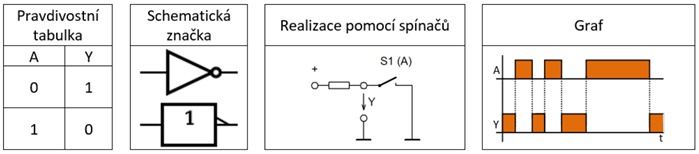 Pravdivostní
tabulka
A Y
0 1
1 0
Schematická
značka
1
Realizace pomocí spínačů
S1 (A)
+
Y
Graf
A
Y
t